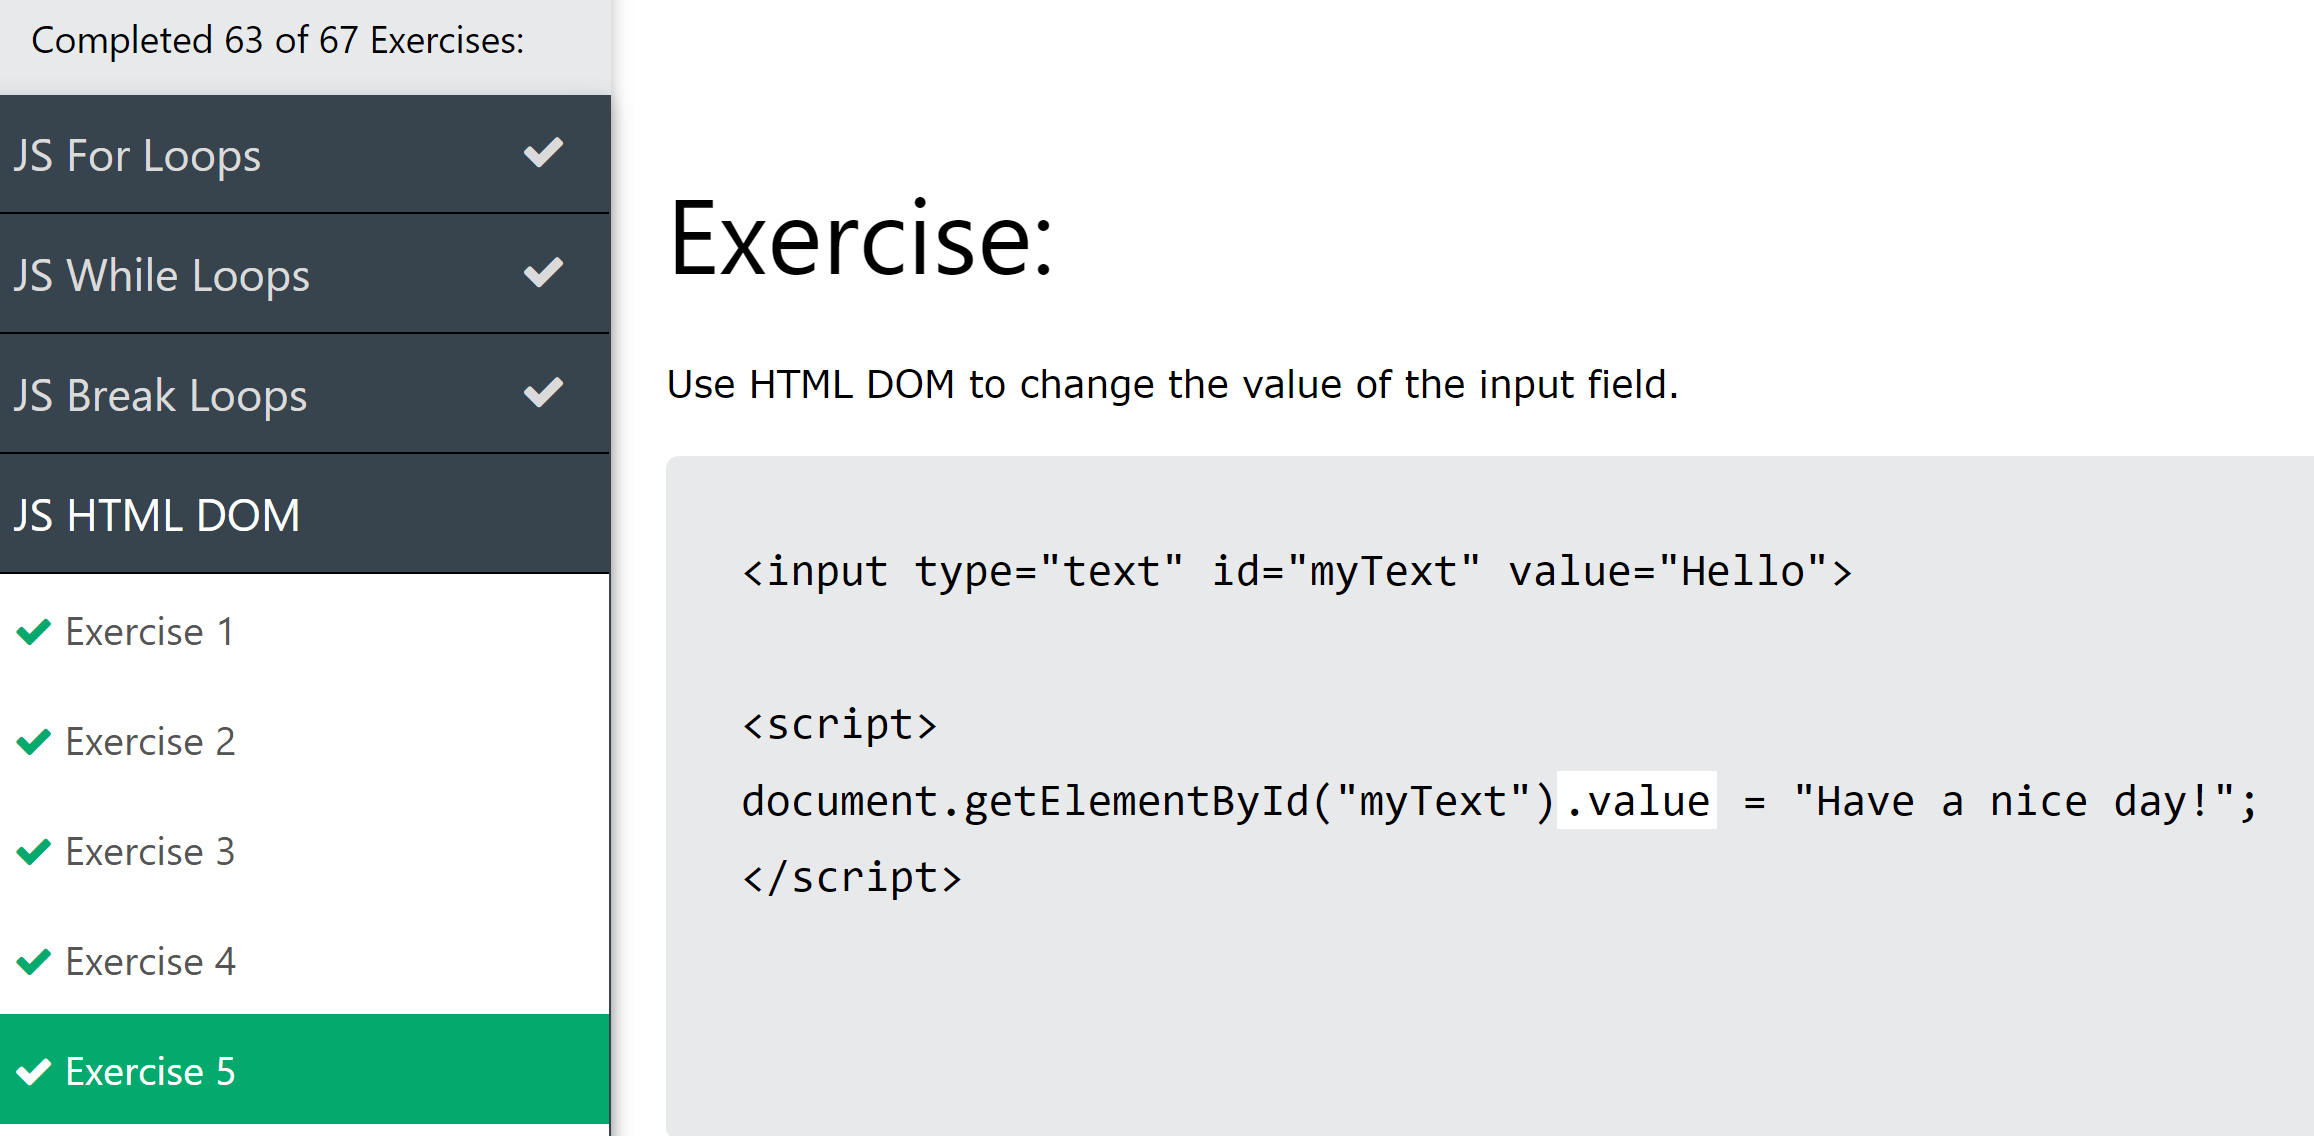 Completed 63 of 67 Exercises:
JS For Loops
JS While Loops
JS Break Loops
JS HTML DOM
Exercise 1
Exercise 2
Exercise 3
Exercise 4
Exercise 5
Exercise:
Use HTML DOM to change the value of the input field.
<input type="text" id="myText" value="Hello">
<script>
document.getElementById("myText").value = "Have a nice day!";
</script>